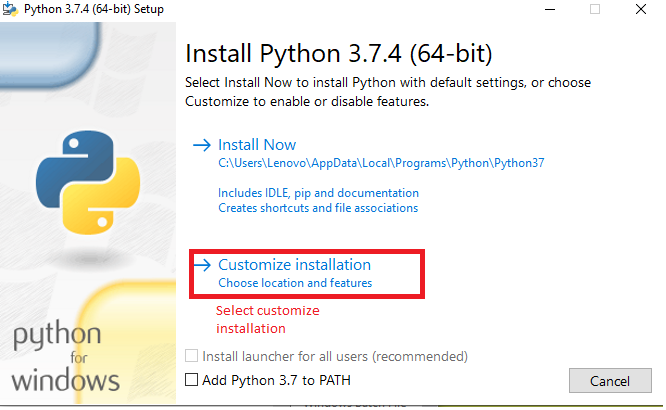 Python 3.7.4 (64-bit) Setup
Install Python 3.7.4 (64-bit)
Select Install Now to install Python with default settings, or choose
Customize to enable or disable features.
Install Now
C:\Users\Lenovo\AppData\Local\Programs\Python\Python37
Includes IDLE, pip and documentation
Creates shortcuts and file associations
Customize installation
Choose location and features
Select customize
installation
Install launcher for all users (recommended)
Add Python 3.7 to PATH
Cancel
python
for
windows